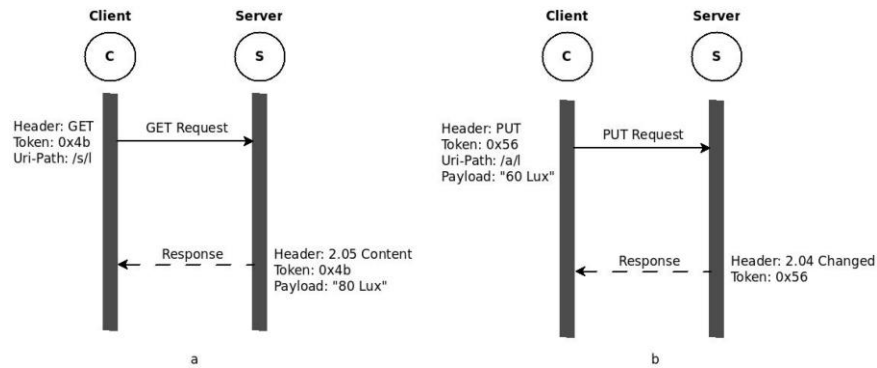 Client
Server
C
S
GET Request
Header: GET
Token: 0x4b
Uri-Path: /s/l
Response
Header: 2.05 Content
Token: 0x4b
Payload: "80 Lux"
a
Client
Server
C
S
PUT Request
Header: PUT
Token: 0x56
Uri-Path: /a/l
Payload: "60 Lux"
Response
Header: 2.04 Changed
Token: 0x56
b